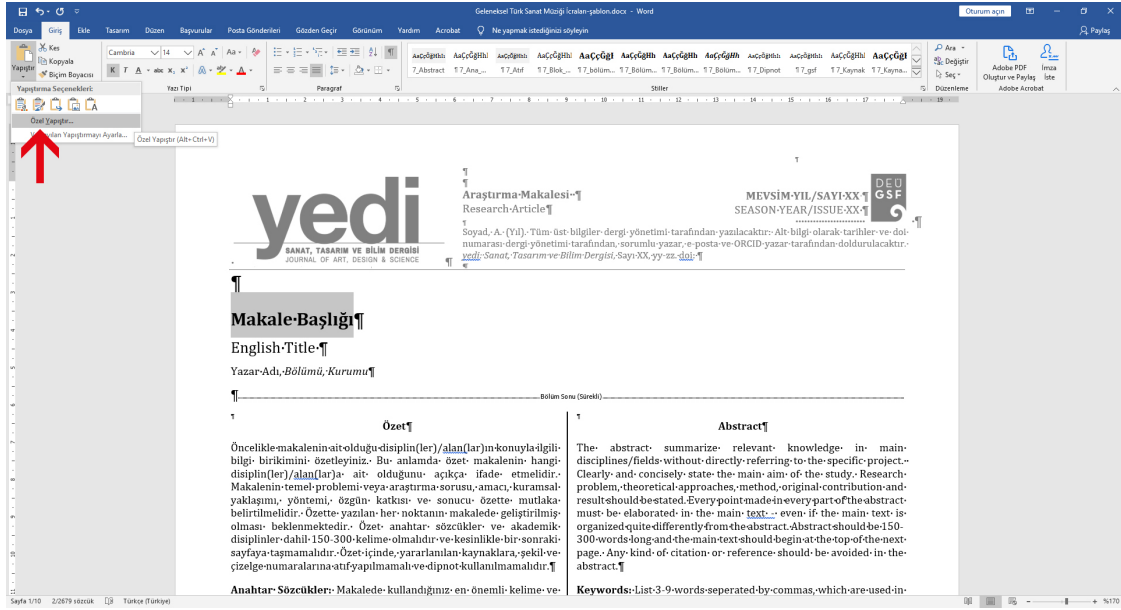 Geleneksel Türk Sanat Müziği İcraları-şablon.docx - Word
Oturum açın
Dosya Giriş Ekle Tasarım Düzen Başvurular Posta Gönderileri Gözden Geçir Görünüm Yardım Acrobat Ne yapmak istediğinizi söyleyin
Paylaş
Yapıştır
Kes
Kopyala
Biçim Boyacısı
Cambria 14
Yazı Tipi
Paragraf
AaÇçĞğHhIı AaÇçĞğHhI AaÇçĞğHhIı AaÇçĞğI AaÇçĞğHh AaÇçĞğHh AaÇçĞğHh AaÇçĞğHhIı AaÇçĞğHhI AaÇçĞğHhI AaÇçĞğI
7_Abstract ¶ 7_Ana_... ¶ 7_Atıf ¶ 7_Blok_... ¶ 7_bölum... ¶ 7_Bölüm... ¶ 7_Bölüm... ¶ 7_Bölüm... ¶ 7_Dipnot ¶ 7_gsf ¶ 7_Kaynak ¶ 7_Kayna...
Stiller
Ara
Değiştir
Seç
Düzenleme
Adobe PDF
Oluştur ve Paylaş
İmza
İste
Adobe Acrobat
Yapıştırma Seçenekleri:
Özel Yapıştır...
Özel Yapıştır (Alt+Ctrl+V)
yedi
SANAT, TASARIM VE BİLİM DERGİSİ
JOURNAL OF ART, DESIGN & SCIENCE
Araştırma Makalesi ¶
Research Article¶
MEVSİM YIL/SAYI XX ¶
SEASON YEAR/ISSUE XX ¶
DEÜ
GSF
Soyad, A. (Yıl). Tüm üst bilgiler dergi yönetimi tarafından yazılacaktır. Alt bilgi olarak tarihler ve doi
numarası dergi yönetimi tarafından, sorumlu yazar, e-posta ve ORCID yazar tarafından doldurulacaktır.
yedi: Sanat, Tasarım ve Bilim Dergisi, Sayı XX, yy-zz. doi: ¶
Makale Başlığı¶
English Title ¶
Yazar Adı, Bölümü, Kurumu¶
Bölüm Sonu (Sürekli)
Özet¶
Öncelikle makalenin ait olduğu disiplin(ler)/alan(lar)ın konuyla ilgili
bilgi birikimini özetleyiniz. Bu anlamda özet makalenin hangi
disiplin(ler)/alan(lar)a ait olduğunu açıkça ifade etmelidir.
Makalenin temel problemi veya araştırma sorusu, amacı, kuramsal
yaklaşımı, yöntemi, özgün katkısı ve sonucu özette mutlaka
belirtilmelidir. Özette yazılan her noktanın makalede geliştirilmiş
olması beklenmektedir. Özet anahtar sözcükler ve akademik
disiplinler dahil 150-300 kelime olmalıdır ve kesinlikle bir sonraki
sayfaya taşmamalıdır. Özet içinde, yararlanılan kaynaklara, şekil ve
çizelge numaralarına atıf yapılmamalı ve dipnot kullanılmamalıdır.¶
Anahtar Sözcükler: Makalede kullandığınız en önemli kelime ve
Abstract¶
The abstract summarize relevant knowledge in main
disciplines/fields without directly referring to the specific project.
Clearly and concisely state the main aim of the study. Research
problem, theoretical approaches, method, original contribution and
result should be stated. Every point made in every part of the abstract
must be elaborated in the main text - even if the main text is
organized quite differently from the abstract. Abstract should be 150-
300 words long and the main text should begin at the top of the next
page. Any kind of citation or reference should be avoided in the
abstract.¶
Keywords: List 3-9 words seperated by commas, which are used in
Sayfa 1/10 2/2679 sözcük Türkçe (Türkiye) %170